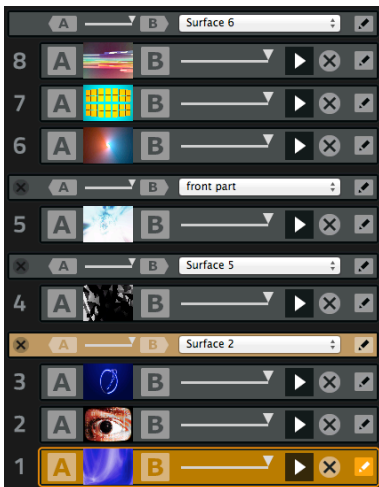 A B Surface 6
8 A B
7 A B
6 A B
A B front part
5 A B
A B Surface 5
4 A B
A B Surface 2
3 A B
2 A B
1 A B